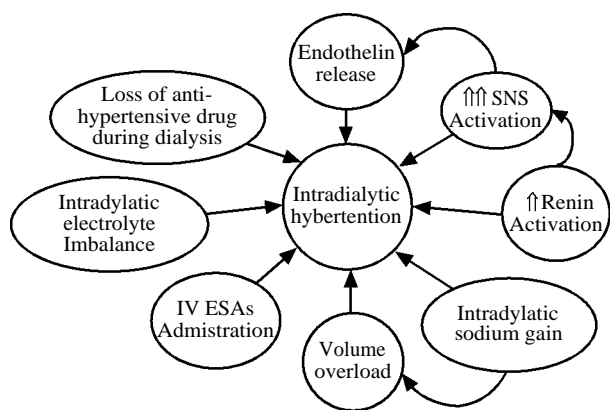 Endothelin
release
⇑⇑⇑ SNS
Activation
Loss of anti-
hypertensive drug
during dialysis
Intradialytic
hybertention
⇑Renin
Activation
Intradylatic
electrolyte
Imbalance
IV ESAs
Admistration
Volume
overload
Intradylatic
sodium gain